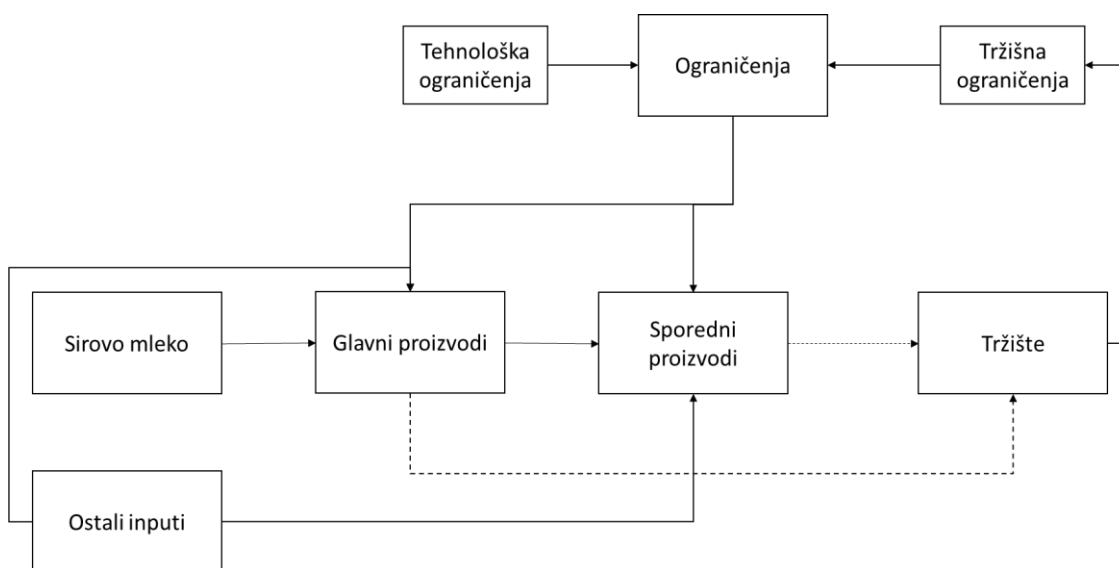 Tehnološka
ograničenja
Ograničenja
Tržišna
ograničenja
Sirovo mleko
Glavni proizvodi
Sporedni
proizvodi
Tržište
Ostali inputi